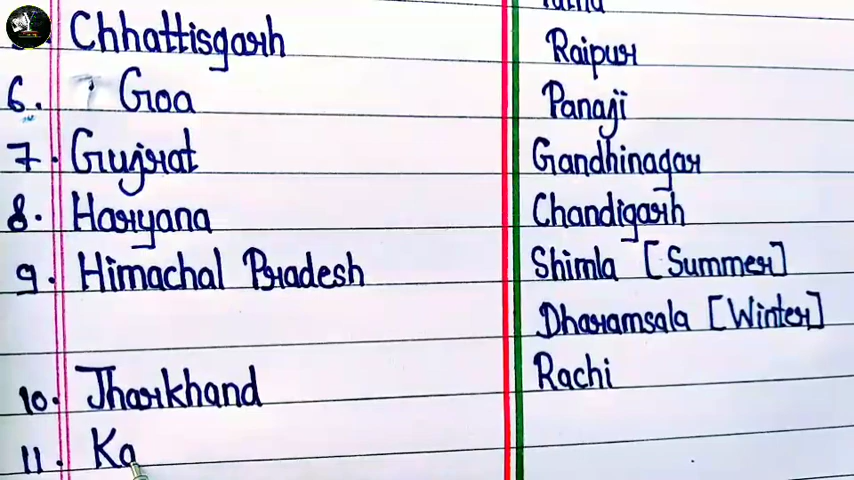 Chhattisgarh Raipur
6. Goa Panaji
7. Gujrat Gandhinagar
8. Haryana Chandigarh
9. Himachal Pradesh Shimla [Summer]
Dharamsala [Winter]
10. Jharkhand Rachi
11. Ka